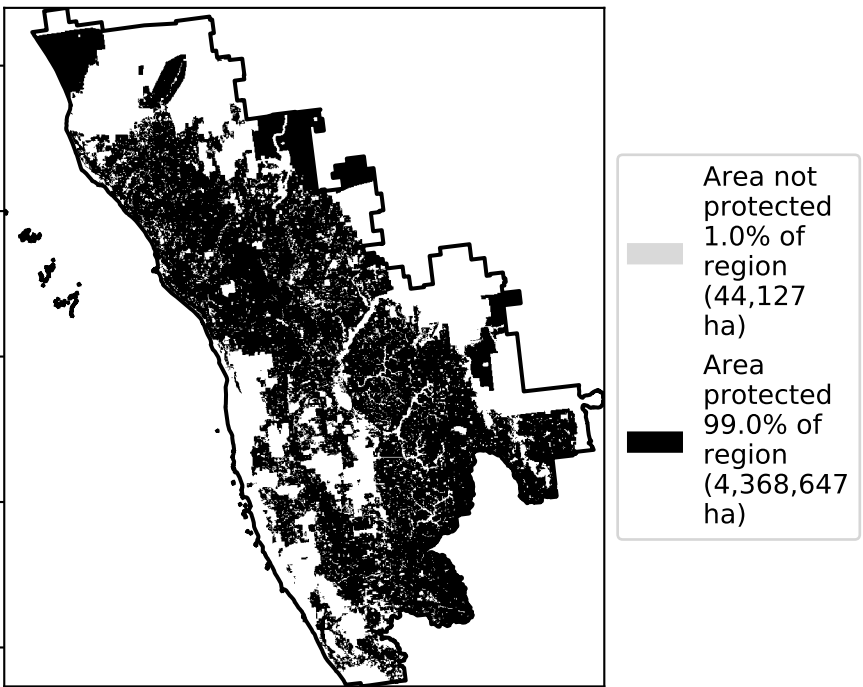 Area not
protected
1.0% of
region
(44,127
ha)
Area
protected
99.0% of
region
(4,368,647
ha)